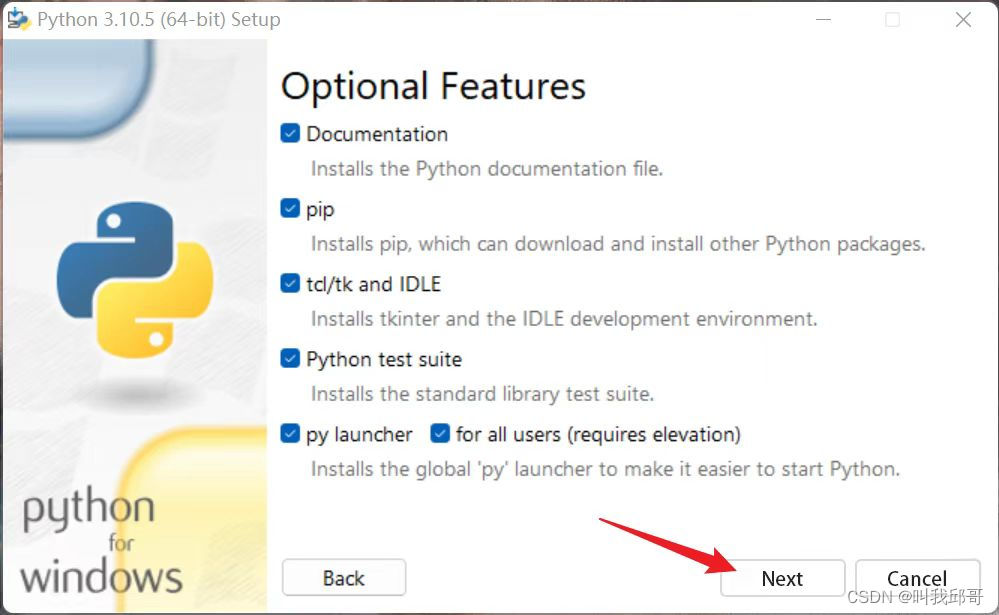 Python 3.10.5 (64-bit) Setup
Optional Features
Documentation
Installs the Python documentation file.
pip
Installs pip, which can download and install other Python packages.
tcl/tk and IDLE
Installs tkinter and the IDLE development environment.
Python test suite
Installs the standard library test suite.
py launcher for all users (requires elevation)
Installs the global 'py' launcher to make it easier to start Python.
python
for
windows
Back Next Cancel
CSDN @叫我邱哥